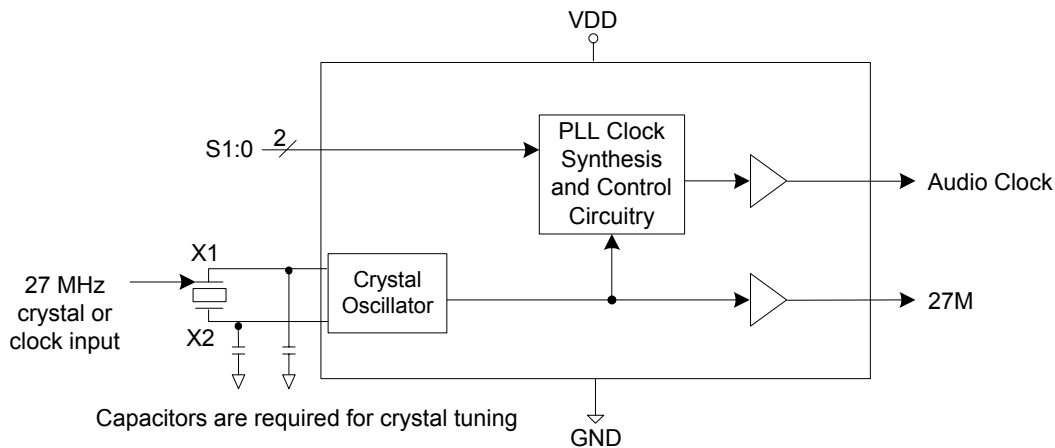 VDD
2
S1:0
PLL Clock
Synthesis
and Control
Circuitry
Audio Clock
X1
27 MHz
crystal or
clock input
X2
Crystal
Oscillator
27M
Capacitors are required for crystal tuning
GND